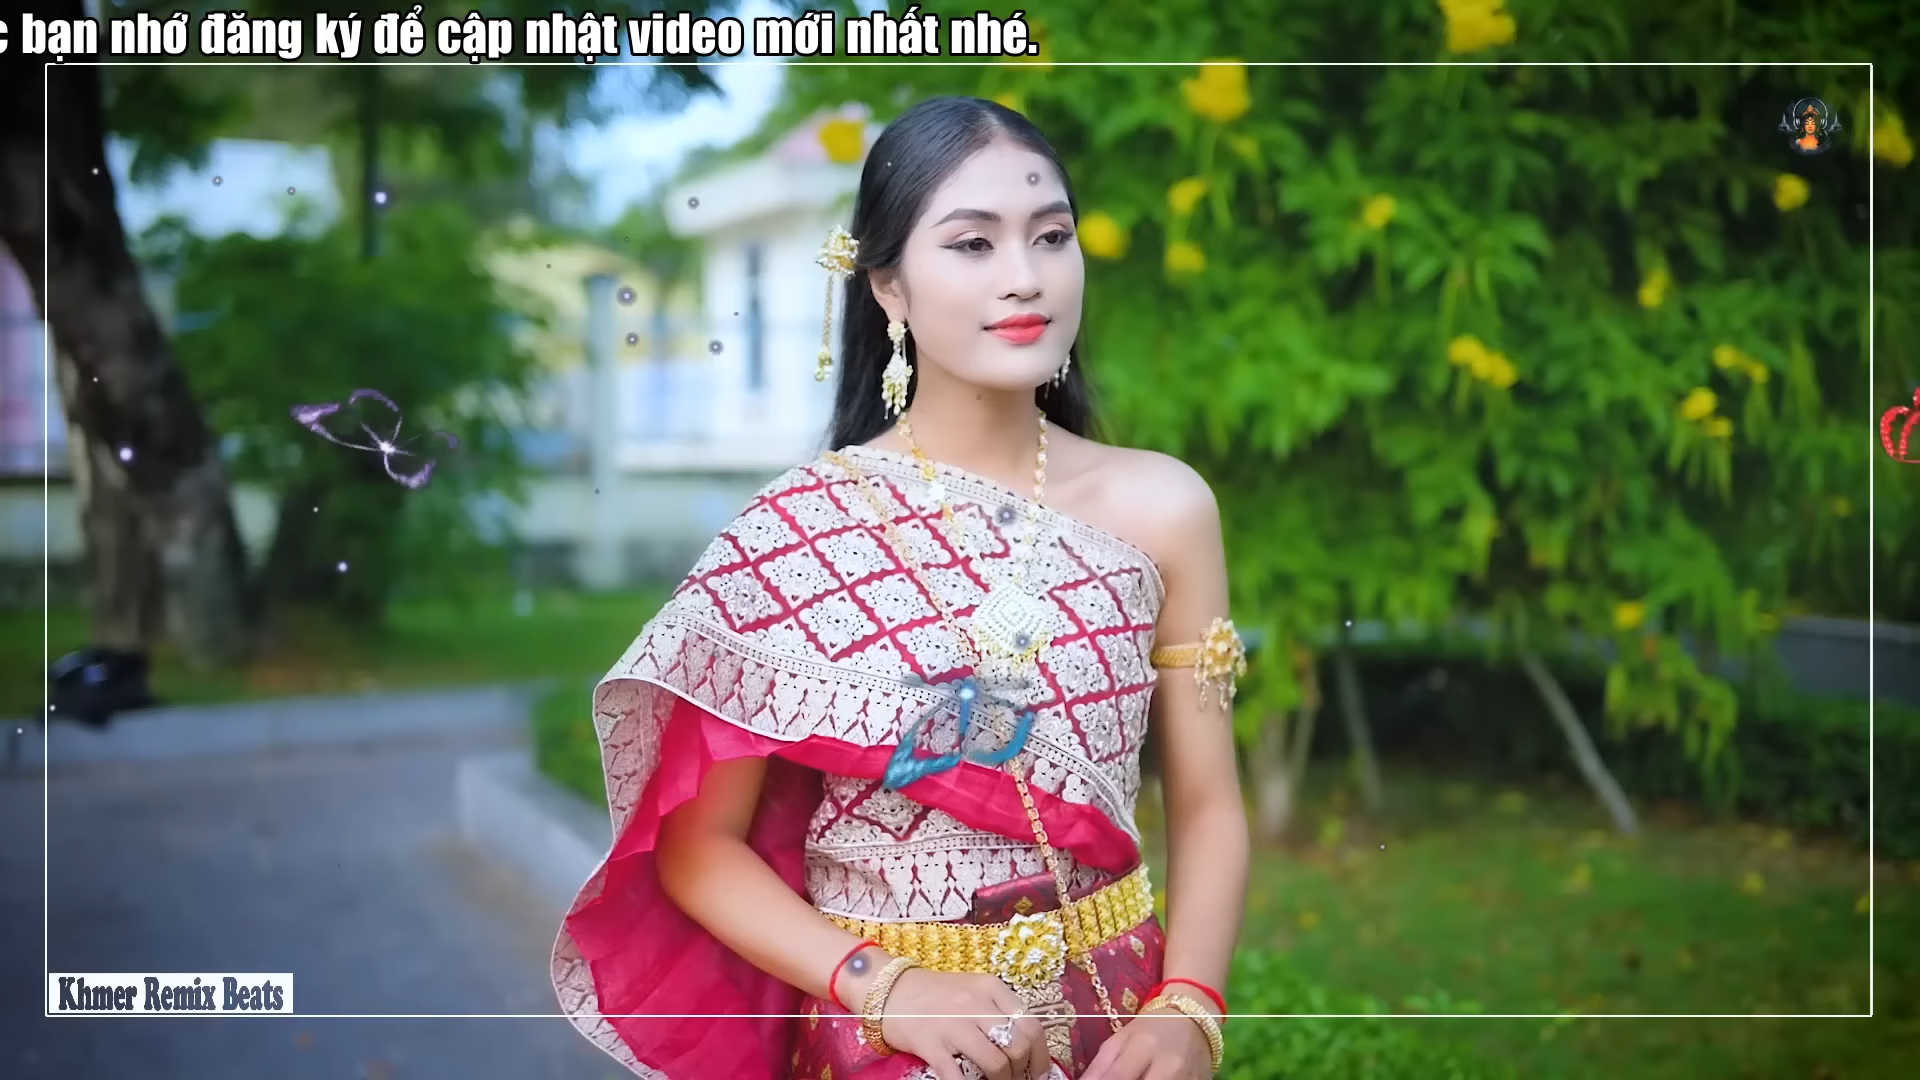 bạn nhớ đăng ký để cập nhật video mới nhất nhé.
Khmer Remix Beats